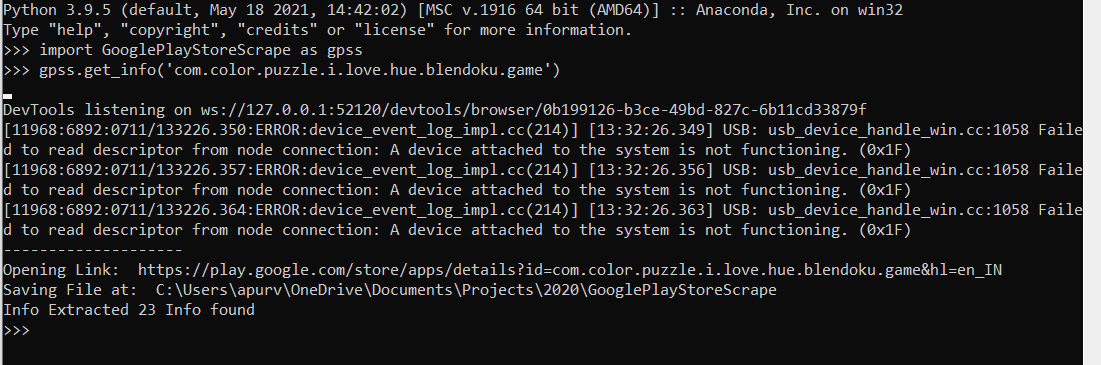 Python 3.9.5 (default, May 18 2021, 14:42:02) [MSC v.1916 64 bit (AMD64)] :: Anaconda, Inc. on win32
Type "help", "copyright", "credits" or "license" for more information.
>>> import GooglePlayStoreScrape as gpss
>>> gpss.get_info('com.color.puzzle.i.love.hue.blendoku.game')
DevTools listening on ws://127.0.0.1:52120/devtools/browser/0b199126-b3ce-49bd-827c-6b11cd33879f
[11968:6892:0711/133226.350:ERROR:device_event_log_impl.cc(214)] [13:32:26.349] USB: usb_device_handle_win.cc:1058 Faile
d to read descriptor from node connection: A device attached to the system is not functioning. (0x1F)
[11968:6892:0711/133226.357:ERROR:device_event_log_impl.cc(214)] [13:32:26.356] USB: usb_device_handle_win.cc:1058 Faile
d to read descriptor from node connection: A device attached to the system is not functioning. (0x1F)
[11968:6892:0711/133226.364:ERROR:device_event_log_impl.cc(214)] [13:32:26.363] USB: usb_device_handle_win.cc:1058 Faile
d to read descriptor from node connection: A device attached to the system is not functioning. (0x1F)
--------------------
Opening Link:  https://play.google.com/store/apps/details?id=com.color.puzzle.i.love.hue.blendoku.game&hl=en_IN
Saving File at:  C:\Users\apurv\OneDrive\Documents\Projects\2020\GooglePlayStoreScrape
Info Extracted 23 Info found
>>>